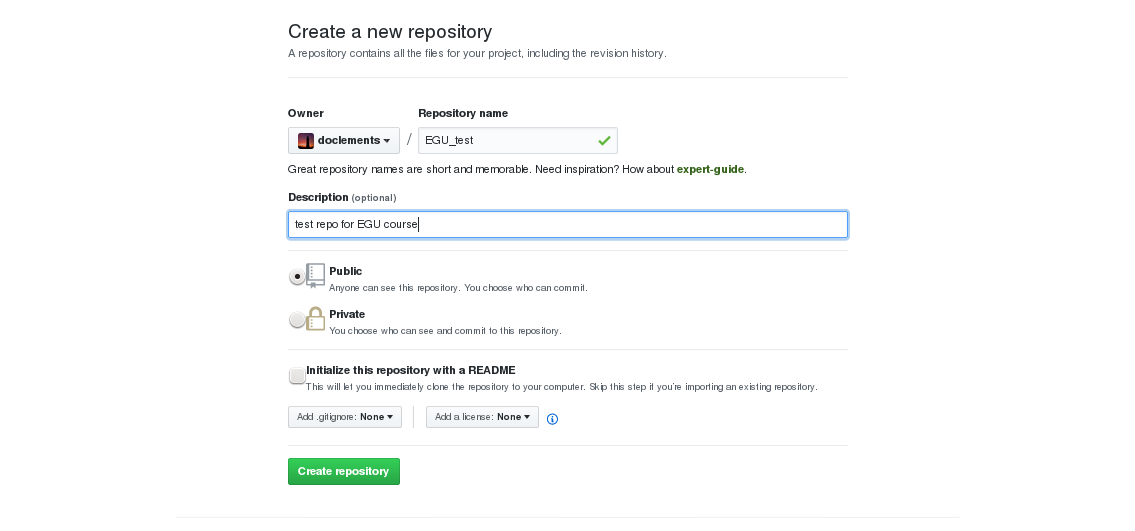 Create a new repository
A repository contains all the files for your project, including the revision history.
Owner Repository name
doclements / EGU_test
Great repository names are short and memorable. Need inspiration? How about expert-guide.
Description (optional)
test repo for EGU course
Public
Anyone can see this repository. You choose who can commit.
Private
You choose who can see and commit to this repository.
Initialize this repository with a README
This will let you immediately clone the repository to your computer. Skip this step if you're importing an existing repository.
Add .gitignore: None Add a license: None
Create repository